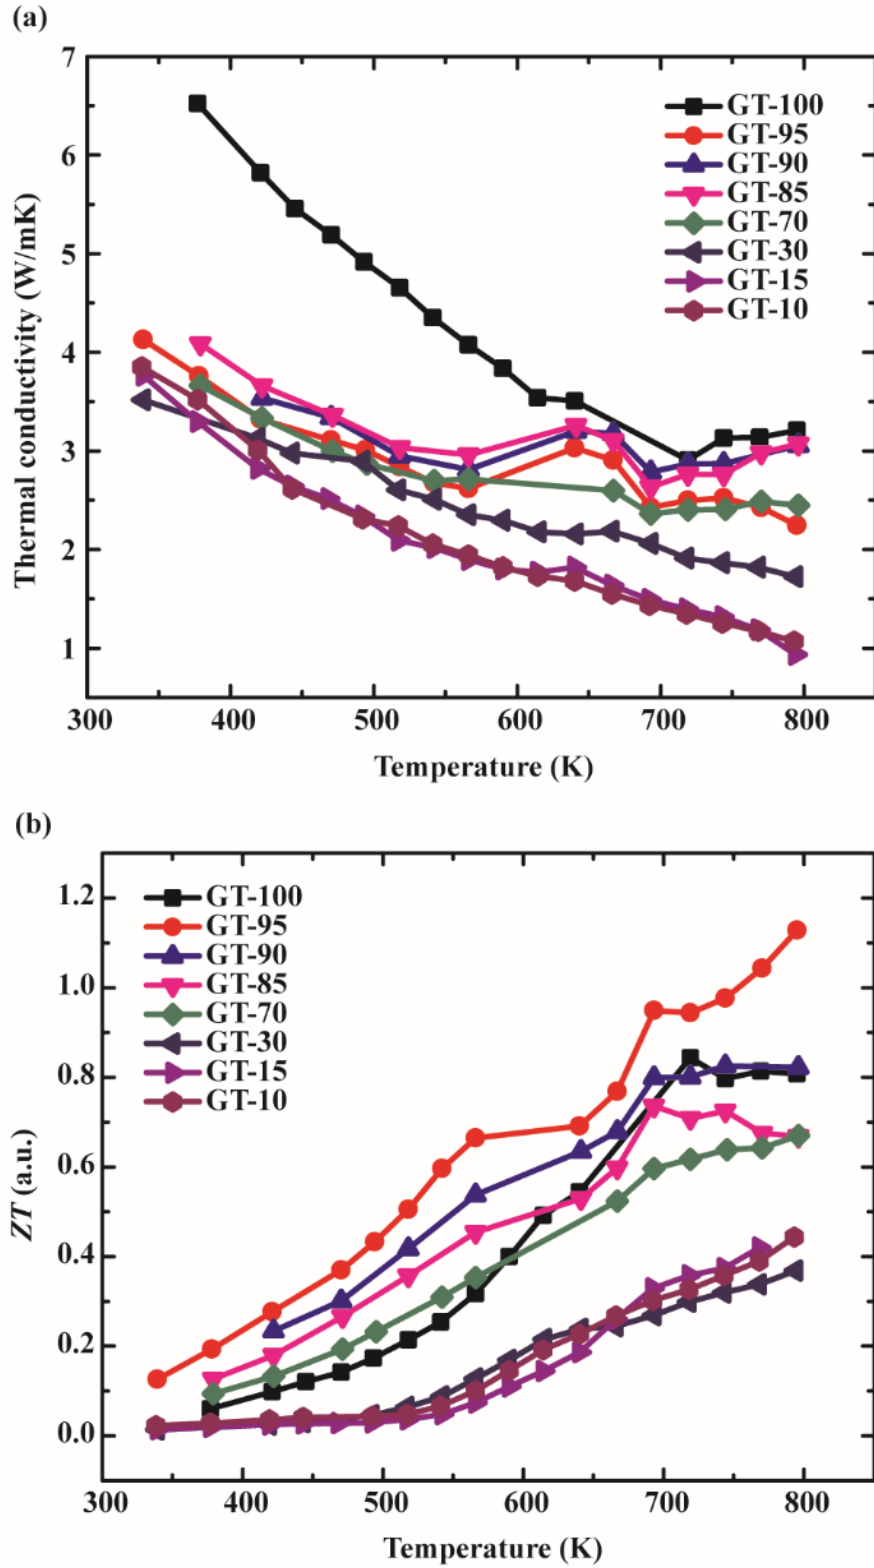 (a)
7
6
5
4
3
2
1
Thermal conductivity (W/mK)
GT-100
GT-95
GT-90
GT-85
GT-70
GT-30
GT-15
GT-10
300 400 500 600 700 800
Temperature (K)
(b)
1.2
1.0
0.8
0.6
0.4
0.2
0.0
ZT (a.u.)
GT-100
GT-95
GT-90
GT-85
GT-70
GT-30
GT-15
GT-10
300 400 500 600 700 800
Temperature (K)